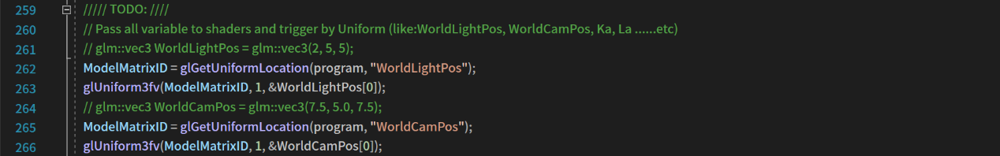 259 ///// TODO: ////
260 // Pass all variable to shaders and trigger by Uniform (like:WorldLightPos, WorldCamPos, Ka, La ......etc)
261 // glm::vec3 WorldLightPos = glm::vec3(2, 5, 5);
262 ModelMatrixID = glGetUniformLocation(program, "WorldLightPos");
263 glUniform3fv(ModelMatrixID, 1, &WorldLightPos[0]);
264 // glm::vec3 WorldCamPos = glm::vec3(7.5, 5.0, 7.5);
265 ModelMatrixID = glGetUniformLocation(program, "WorldCamPos");
266 glUniform3fv(ModelMatrixID, 1, &WorldCamPos[0]);